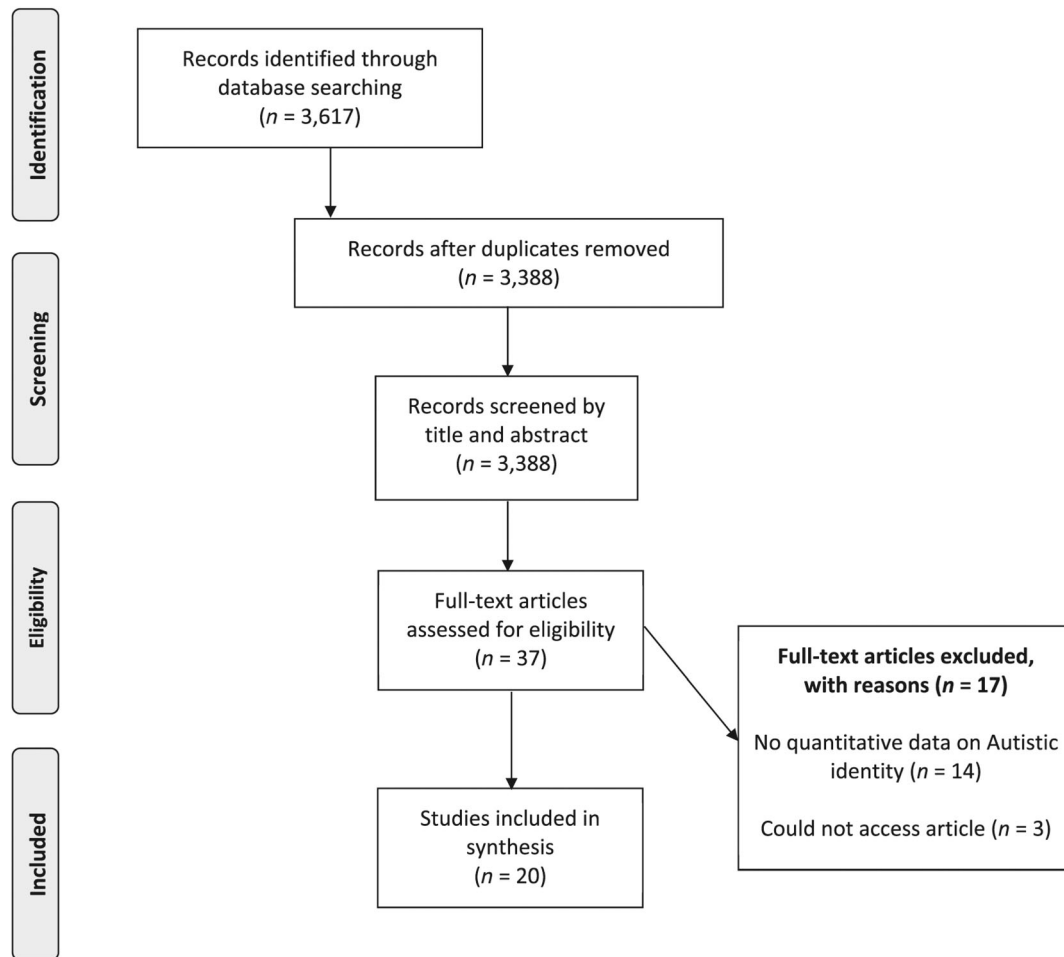 Identification
Records identified through
database searching
(n = 3,617)
Records after duplicates removed
(n = 3,388)
Screening
Records screened by
title and abstract
(n = 3,388)
Eligibility
Full-text articles
assessed for eligibility
(n = 37)
Full-text articles excluded,
with reasons (n = 17)
No quantitative data on Autistic
identity (n = 14)
Could not access article (n = 3)
Included
Studies included in
synthesis
(n = 20)